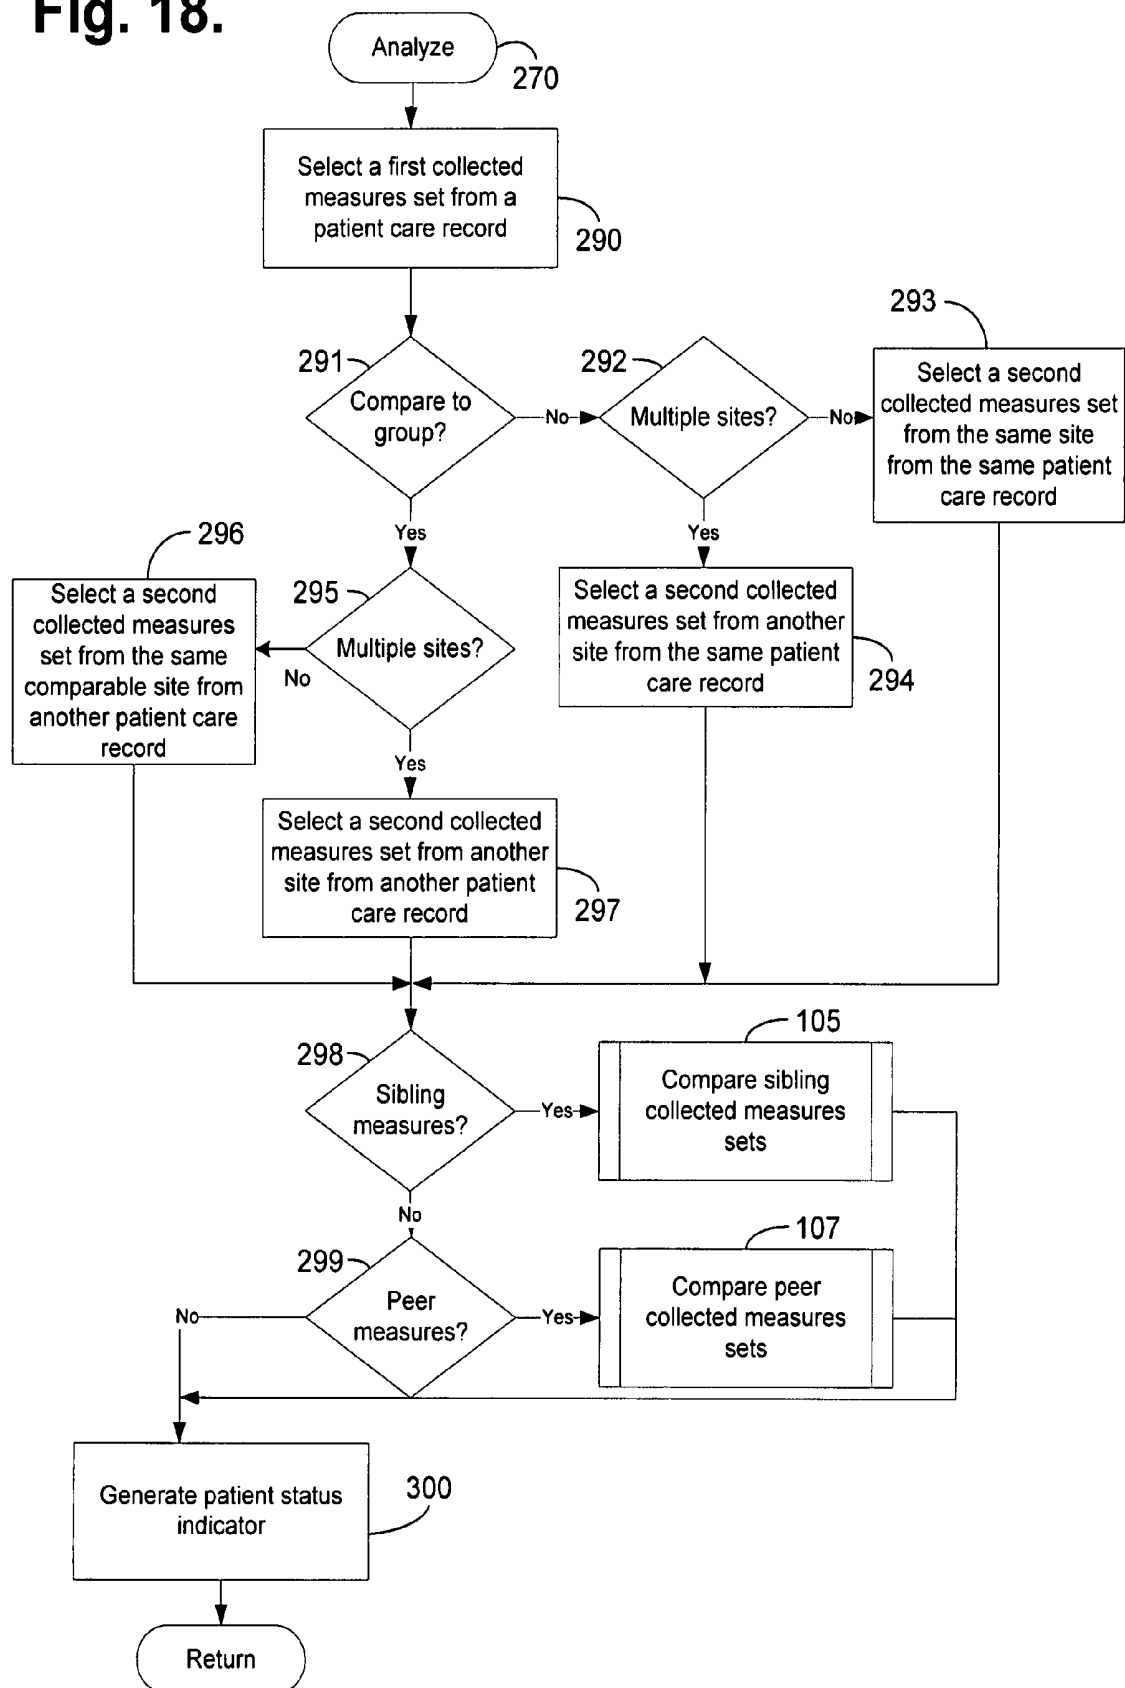 Fig. 18.
Analyze
270
Select a first collected
measures set from a
patient care record
290
291
Compare to
group?
No
292
Multiple sites?
No
293
Select a second
collected measures set
from the same site
from the same patient
care record
Yes
Yes
296
Select a second
collected measures
set from the same
comparable site from
another patient care
record
295
Multiple sites?
No
Select a second collected
measures set from another
site from the same patient
care record
294
Yes
Select a second collected
measures set from another
site from another patient
care record
297
298
Sibling
measures?
Yes
105
Compare sibling
collected measures
sets
No
299
Peer
measures?
No
Yes
107
Compare peer
collected measures
sets
Generate patient status
indicator
300
Return